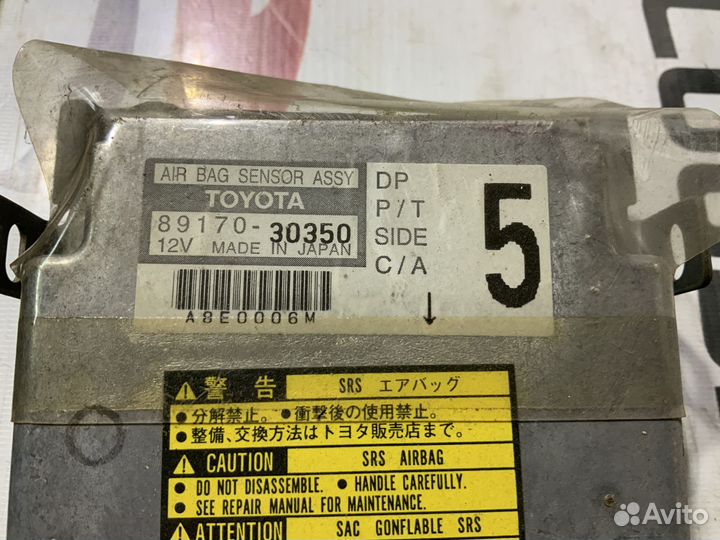 AIR BAG SENSOR ASSY
TOYOTA
89170-30350
12V MADE IN JAPAN
A8E0006M
DP
P/T
SIDE
C/A
5
↓
警告 SRS エアバッグ
●分解禁止。●衝撃後の使用禁止。
●整備、交換方法はトヨタ販売店まで。
CAUTION SRS AIRBAG
● DO NOT DISASSEMBLE. ● HANDLE CAREFULLY.
● SEE REPAIR MANUAL FOR MAINTENANCE.
ATTENTION SAC GONFLABLE SRS
Avito